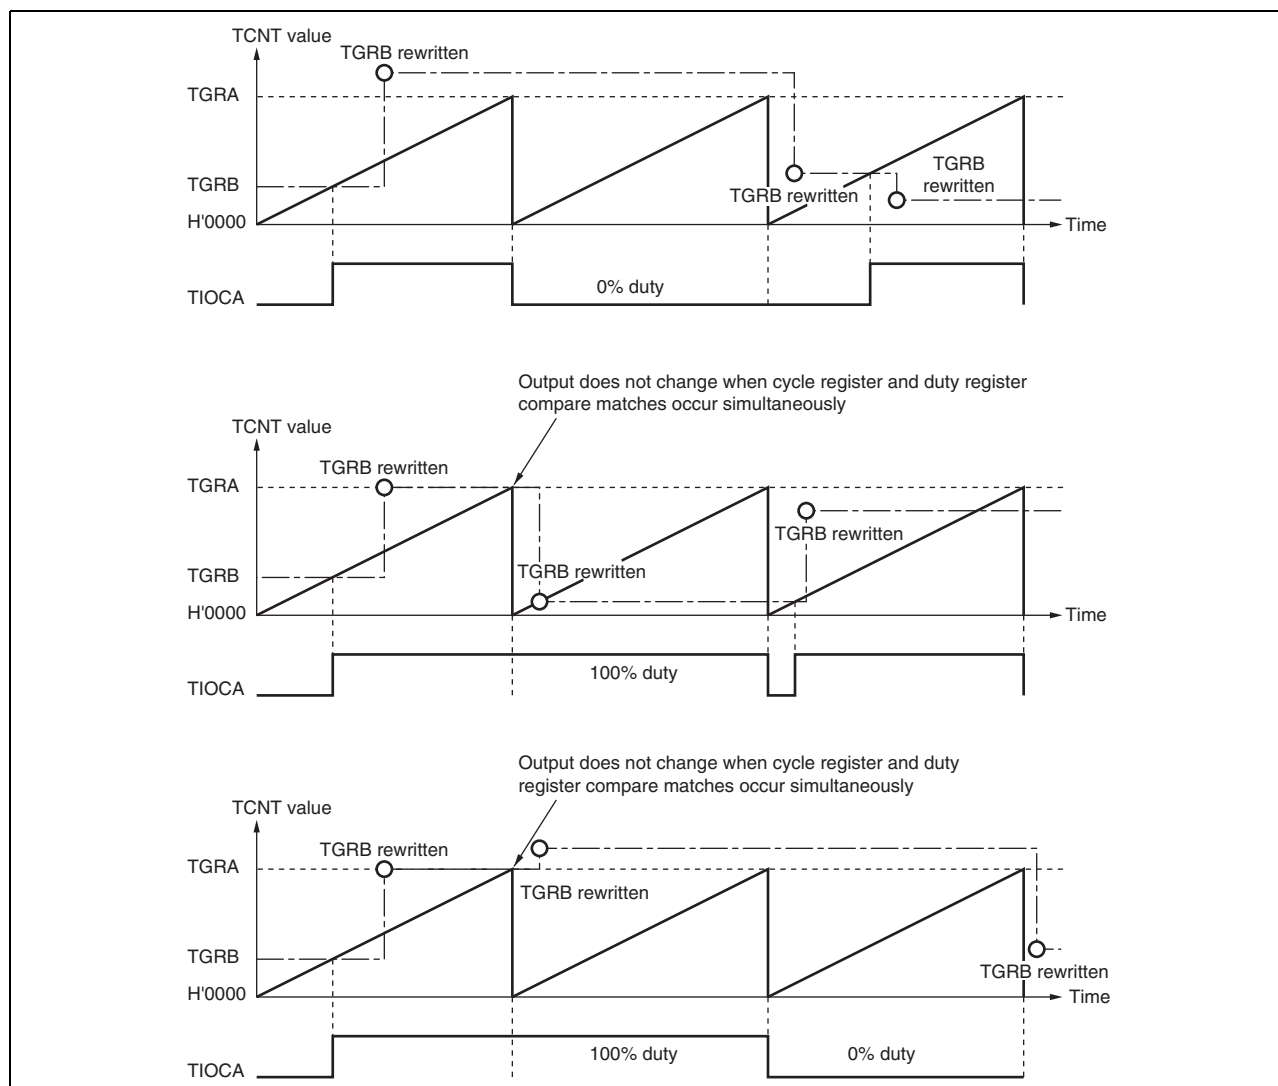 TCNT value
TGRB rewritten
TGRA
TGRB
rewritten
TGRB
TGRB rewritten
H'0000
Time
0% duty
TIOCA
Output does not change when cycle register and duty register
compare matches occur simultaneously
TCNT value
TGRB rewritten
TGRA
TGRB rewritten
TGRB
TGRB rewritten
H'0000
Time
100% duty
TIOCA
Output does not change when cycle register and duty
register compare matches occur simultaneously
TCNT value
TGRB rewritten
TGRA
TGRB rewritten
TGRB
TGRB rewritten
H'0000
Time
100% duty
0% duty
TIOCA